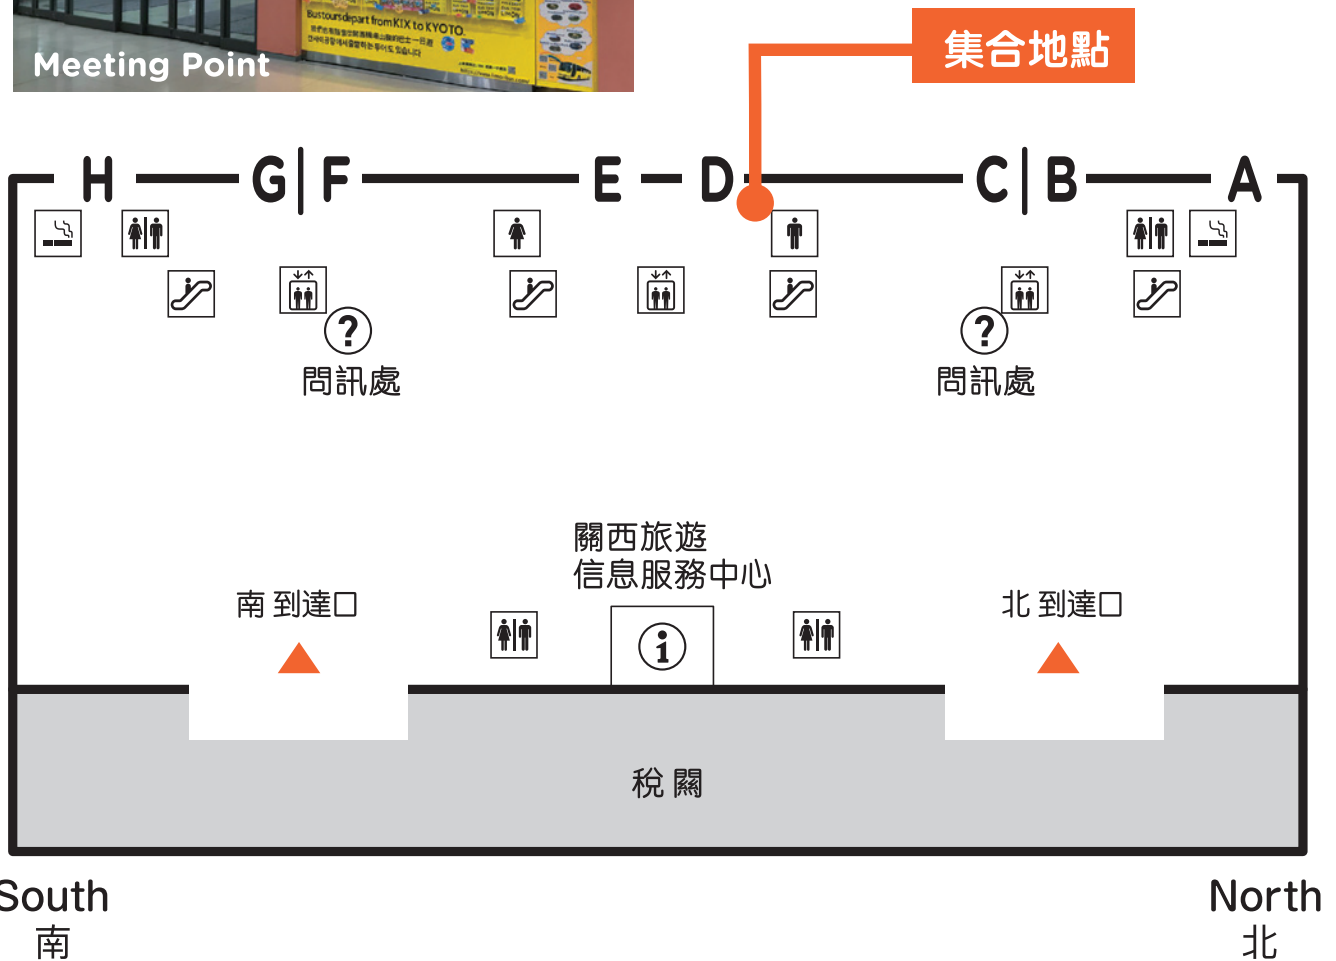 Bus tours depart from KIX to KYOTO.
Meeting Point
集合地點
H G F E D C B A
? ?
問訊處 問訊處
關西旅遊
信息服務中心
南 到達口 北 到達口
i
稅 關
South North
南 北